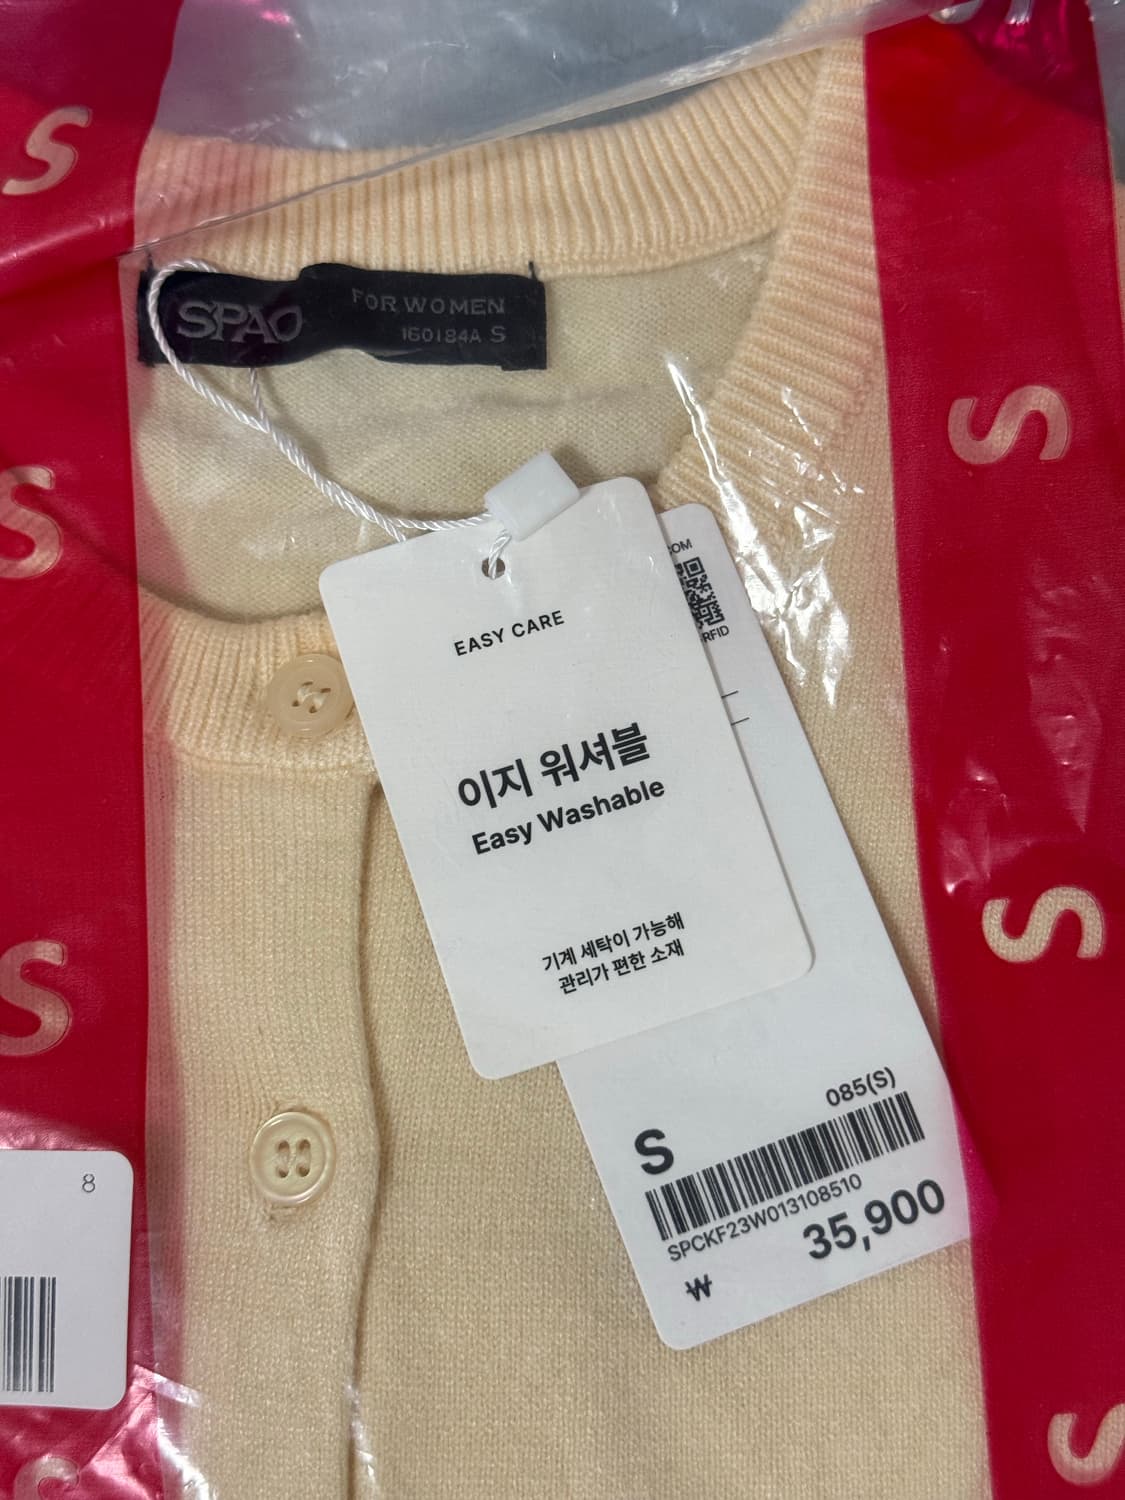 SPAO
FOR WOMEN
160184A S
EASY CARE
이지 워셔블
Easy Washable
기계 세탁이 가능해
관리가 편한 소재
RFID
085(S)
S
SPCKF23W013108510
₩
35,900
8
S
S
S
S
S
S